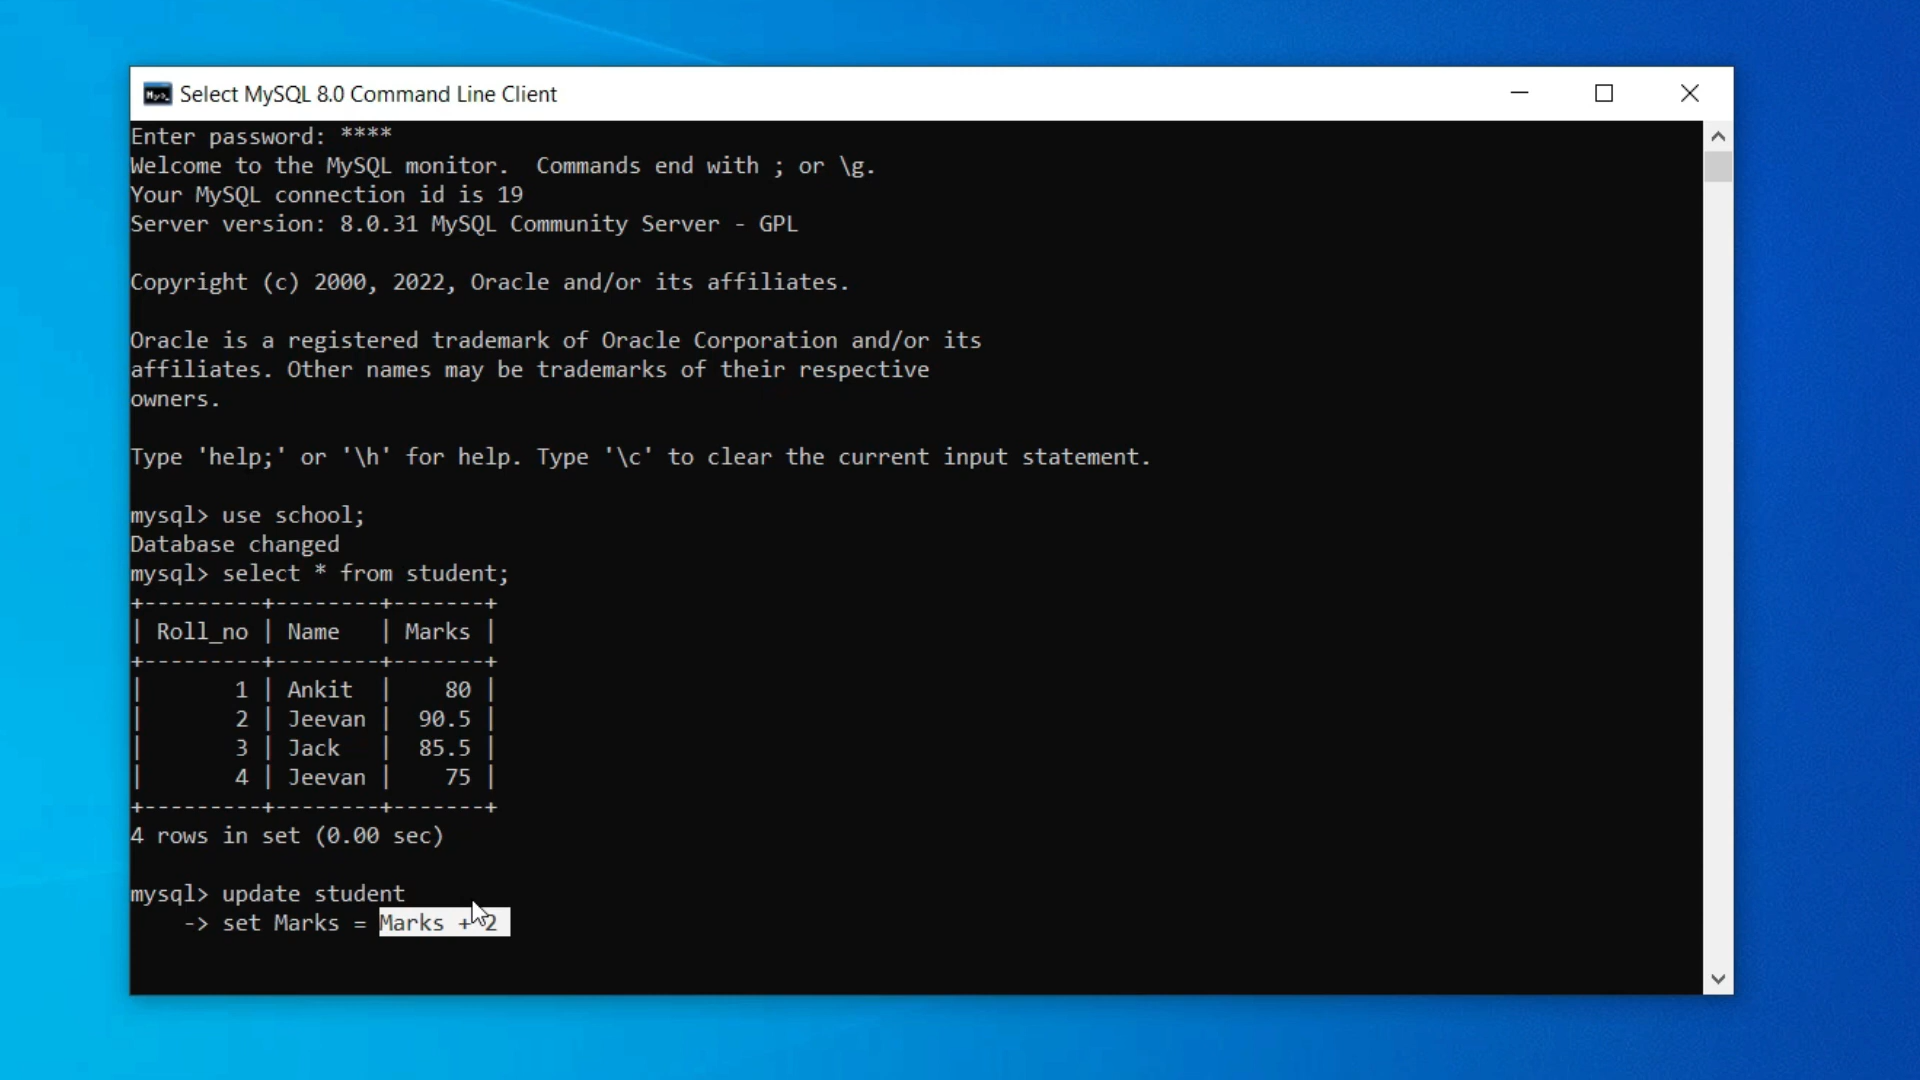 Select MySQL 8.0 Command Line Client
Enter password: ****
Welcome to the MySQL monitor.  Commands end with ; or \g.
Your MySQL connection id is 19
Server version: 8.0.31 MySQL Community Server - GPL
Copyright (c) 2000, 2022, Oracle and/or its affiliates.
Oracle is a registered trademark of Oracle Corporation and/or its
affiliates. Other names may be trademarks of their respective
owners.
Type 'help;' or '\h' for help. Type '\c' to clear the current input statement.
mysql> use school;
Database changed
mysql> select * from student;
+---------+--------+-------+
| Roll_no | Name   | Marks |
+---------+--------+-------+
|       1 | Ankit  |    80 |
|       2 | Jeevan |  90.5 |
|       3 | Jack   |  85.5 |
|       4 | Jeevan |    75 |
+---------+--------+-------+
4 rows in set (0.00 sec)
mysql> update student
    -> set Marks = Marks + 2